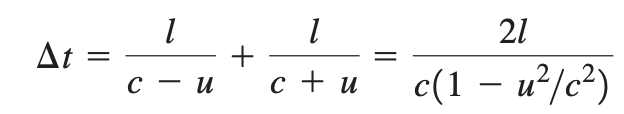 Δt = l/(c − u) + l/(c + u) = 2l/(c(1 − u²/c²))